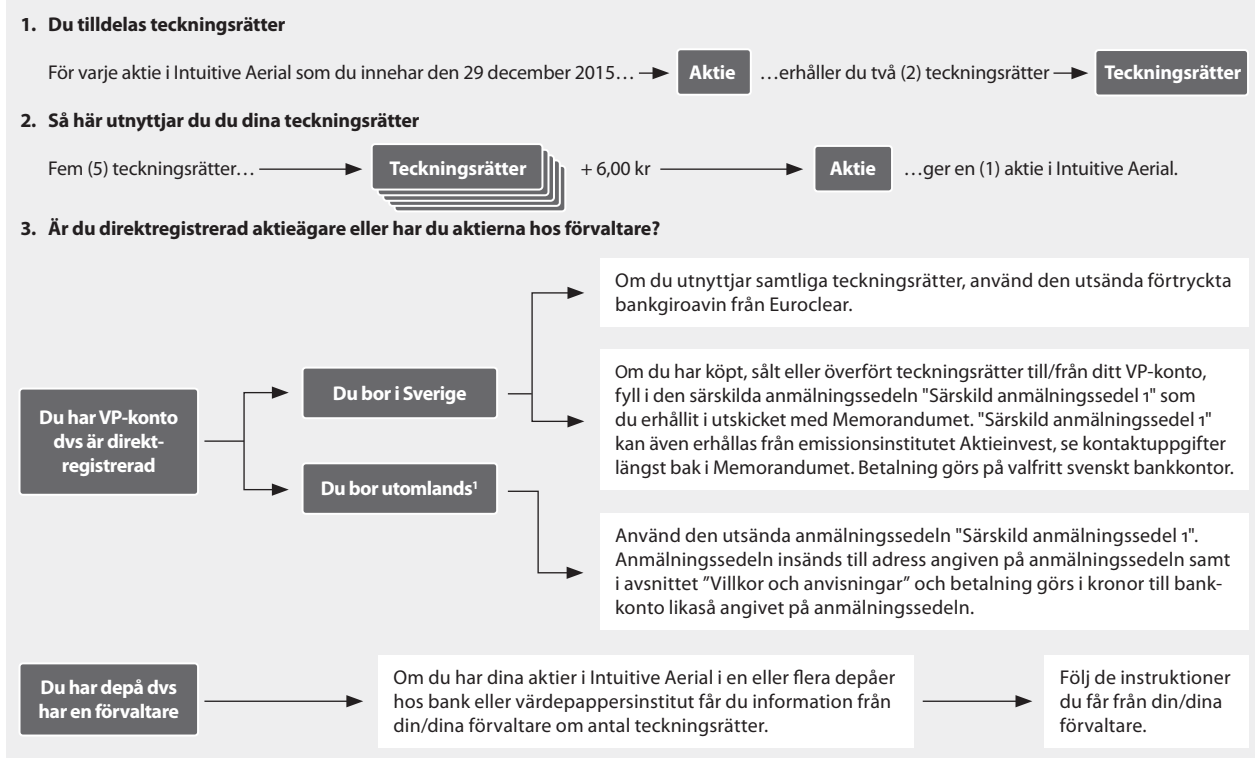 1. Du tilldelas teckningsrätter
För varje aktie i Intuitive Aerial som du innehar den 29 december 2015… Aktie …erhåller du två (2) teckningsrätter Teckningsrätter
2. Så här utnyttjar du du dina teckningsrätter
Fem (5) teckningsrätter… Teckningsrätter + 6,00 kr Aktie …ger en (1) aktie i Intuitive Aerial.
3. Är du direktregistrerad aktieägare eller har du aktierna hos förvaltare?
Du har VP-konto
dvs är direkt-
registrerad
Du bor i Sverige
Om du utnyttjar samtliga teckningsrätter, använd den utsända förtryckta
bankgiroavin från Euroclear.
Om du har köpt, sålt eller överfört teckningsrätter till/från ditt VP-konto,
fyll i den särskilda anmälningssedeln "Särskild anmälningssedel 1" som
du erhållit i utskicket med Memorandumet. "Särskild anmälningssedel 1"
kan även erhållas från emissionsinstitutet Aktieinvest, se kontaktuppgifter
längst bak i Memorandumet. Betalning görs på valfritt svenskt bankkontor.
Du bor utomlands¹
Använd den utsända anmälningssedeln "Särskild anmälningssedel 1".
Anmälningssedeln insänds till adress angiven på anmälningssedeln samt
i avsnittet ”Villkor och anvisningar” och betalning görs i kronor till bank-
konto likaså angivet på anmälningssedeln.
Du har depå dvs
har en förvaltare
Om du har dina aktier i Intuitive Aerial i en eller flera depåer
hos bank eller värdepappersinstitut får du information från
din/dina förvaltare om antal teckningsrätter.
Följ de instruktioner
du får från din/dina
förvaltare.